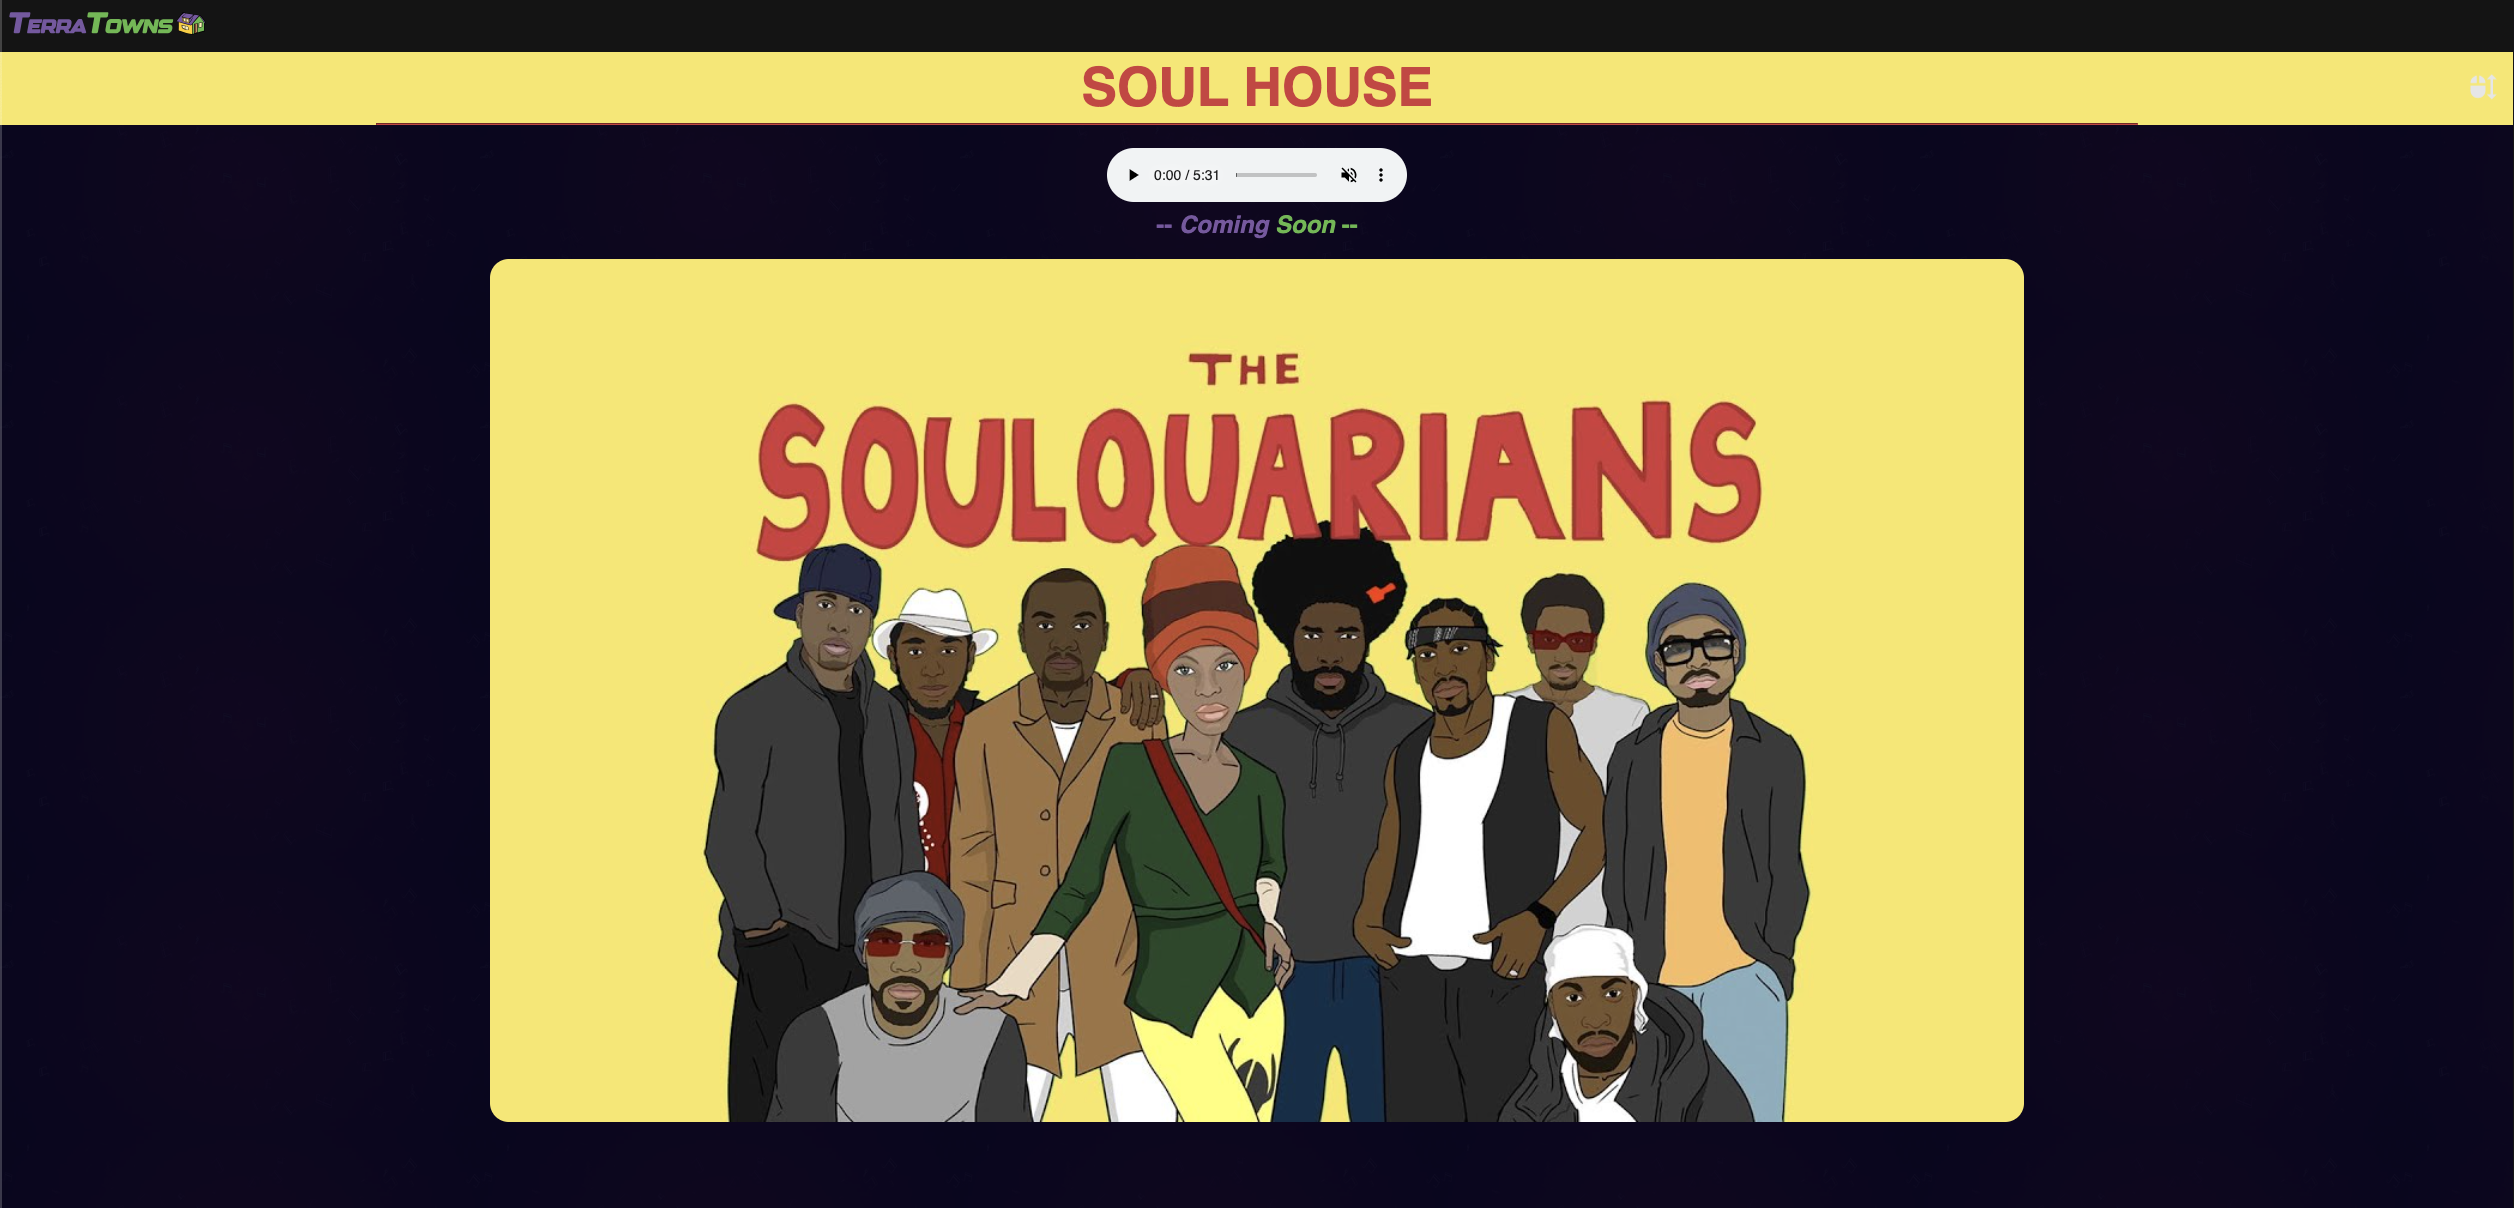 TERRATOWNS
SOUL HOUSE
0:00 / 5:31
-- Coming Soon --
THE
SOULQUARIANS